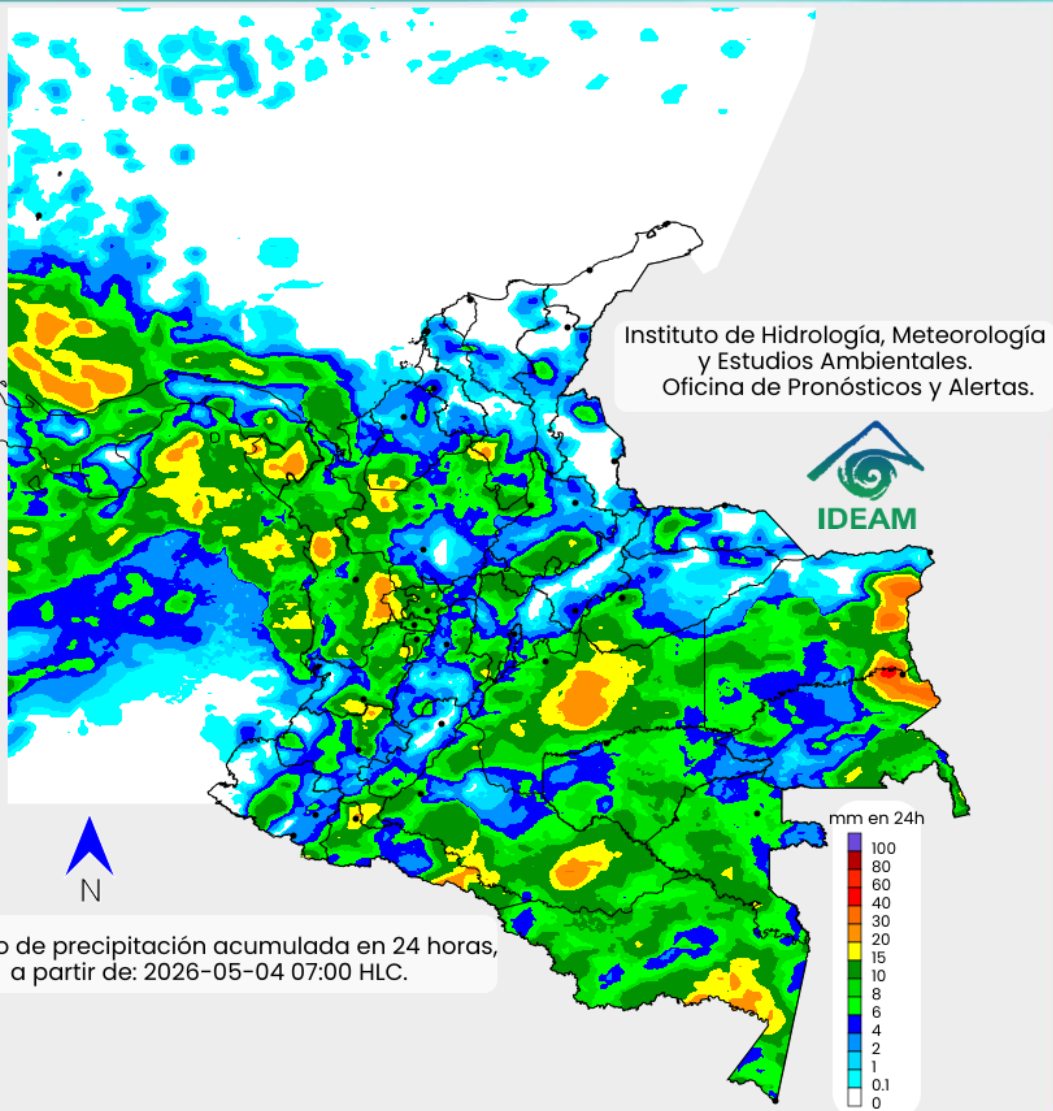 Instituto de Hidrología, Meteorología
y Estudios Ambientales.
Oficina de Pronósticos y Alertas.
IDEAM
mm en 24h
100
80
60
40
30
20
15
10
8
6
4
2
1
0.1
0
N
o de precipitación acumulada en 24 horas,
a partir de: 2026-05-04 07:00 HLC.